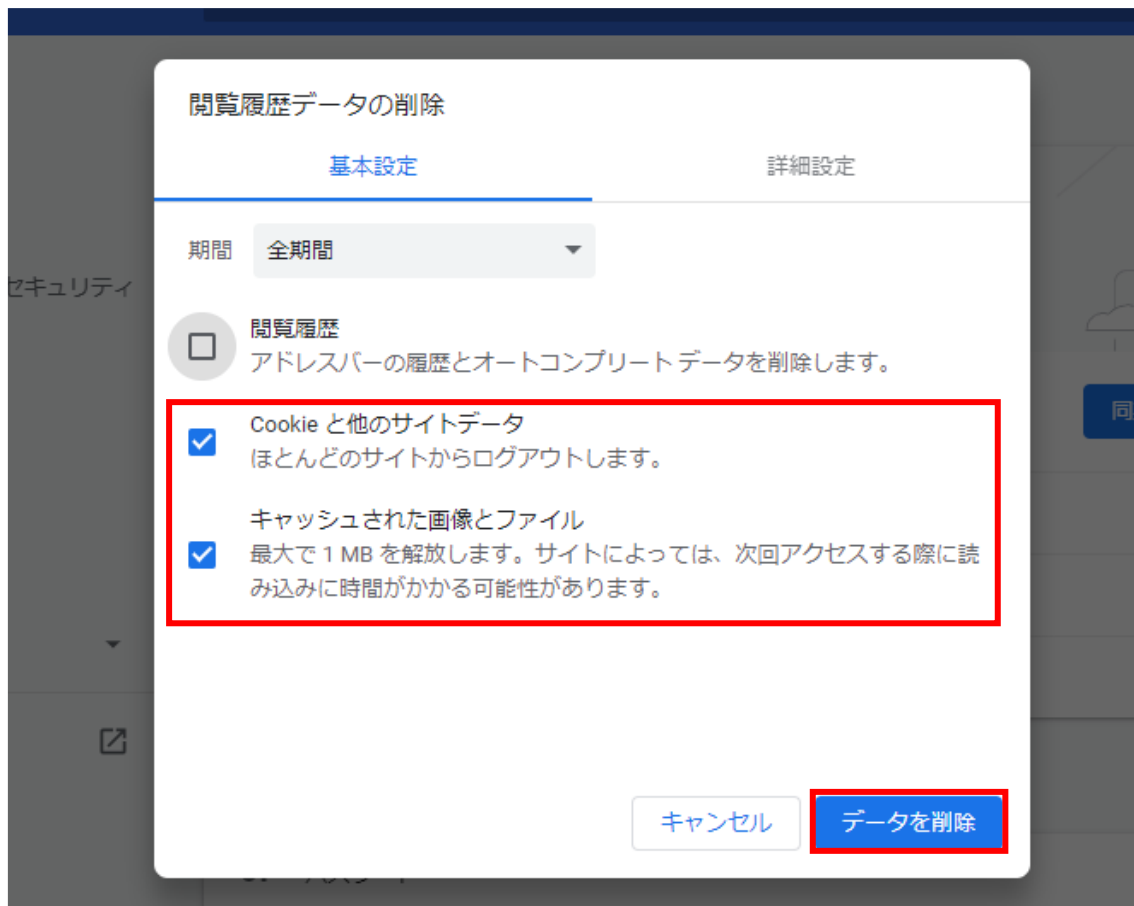 閲覧履歴データの削除
基本設定
詳細設定
期間
全期間
セキュリティ
閲覧履歴
アドレスバーの履歴とオートコンプリート データを削除します。
同
Cookie と他のサイトデータ
ほとんどのサイトからログアウトします。
キャッシュされた画像とファイル
最大で 1 MB を解放します。サイトによっては、次回アクセスする際に読
み込みに時間がかかる可能性があります。
キャンセル
データを削除